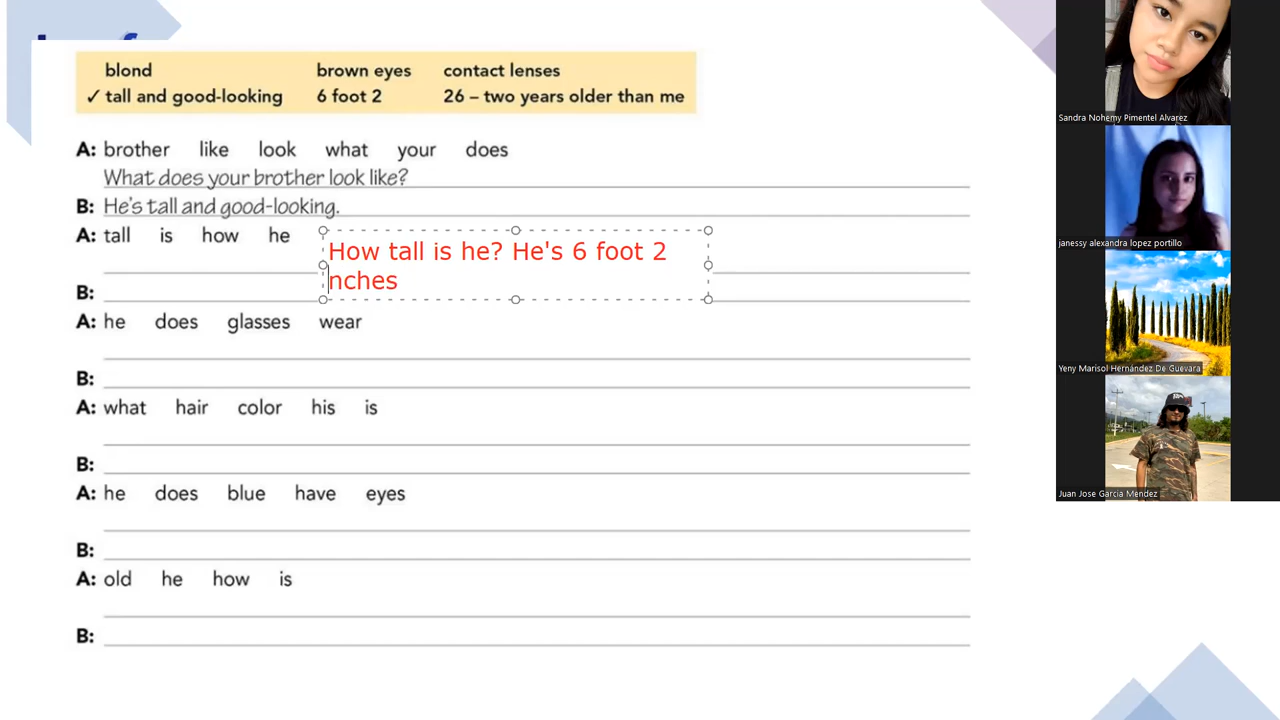 blond brown eyes contact lenses
✓ tall and good-looking 6 foot 2 26 – two years older than me
A: brother like look what your does
What does your brother look like?
B: He's tall and good-looking.
A: tall is how he
How tall is he? He's 6 foot 2
nches
B:
A: he does glasses wear
B:
A: what hair color his is
B:
A: he does blue have eyes
B:
A: old he how is
B:
Sandra Nohemy Pimentel Alvarez
janessy alexandra lopez portillo
Yeny Marisol Hernández De Guevara
Juan Jose Garcia Mendez